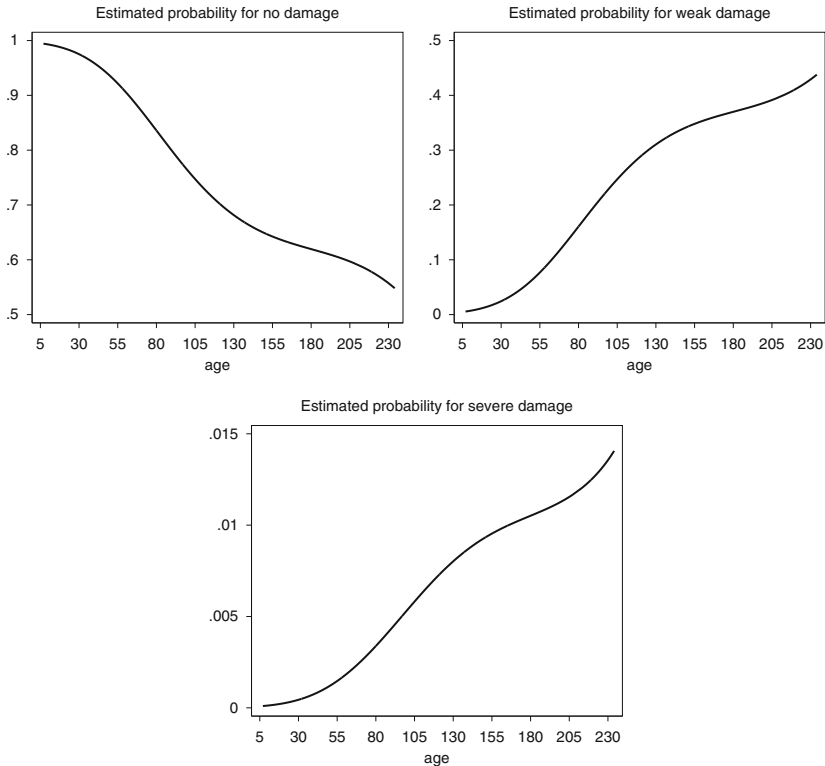 Estimated probability for no damage
1
.9
.8
.7
.6
.5
5 30 55 80 105 130 155 180 205 230
age
Estimated probability for weak damage
.5
.4
.3
.2
.1
0
5 30 55 80 105 130 155 180 205 230
age
Estimated probability for severe damage
.015
.01
.005
0
5 30 55 80 105 130 155 180 205 230
age